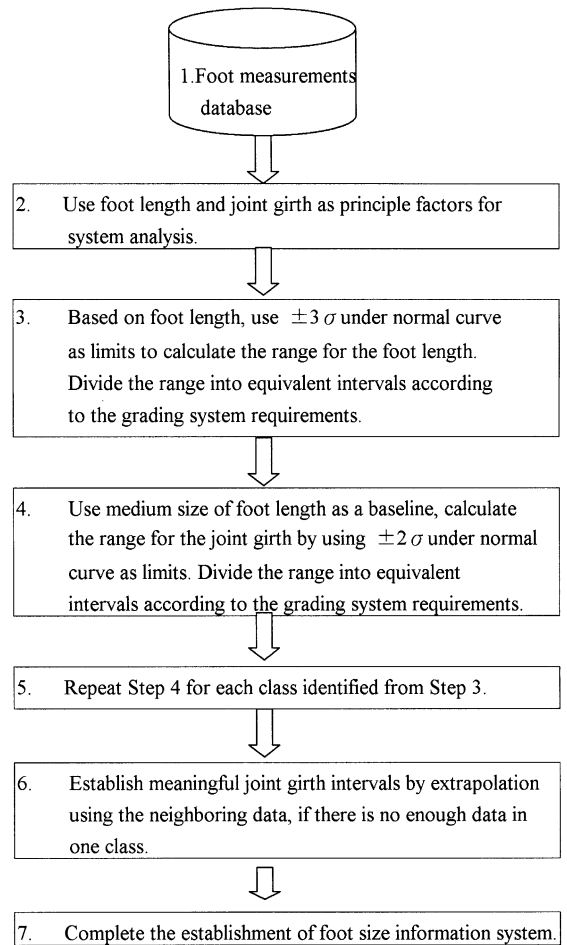 1.Foot measurements
database
2. Use foot length and joint girth as principle factors for
system analysis.
3. Based on foot length, use ±3 σ under normal curve
as limits to calculate the range for the foot length.
Divide the range into equivalent intervals according
to the grading system requirements.
4. Use medium size of foot length as a baseline, calculate
the range for the joint girth by using ±2 σ under normal
curve as limits. Divide the range into equivalent
intervals according to the grading system requirements.
5. Repeat Step 4 for each class identified from Step 3.
6. Establish meaningful joint girth intervals by extrapolation
using the neighboring data, if there is no enough data in
one class.
7. Complete the establishment of foot size information system.